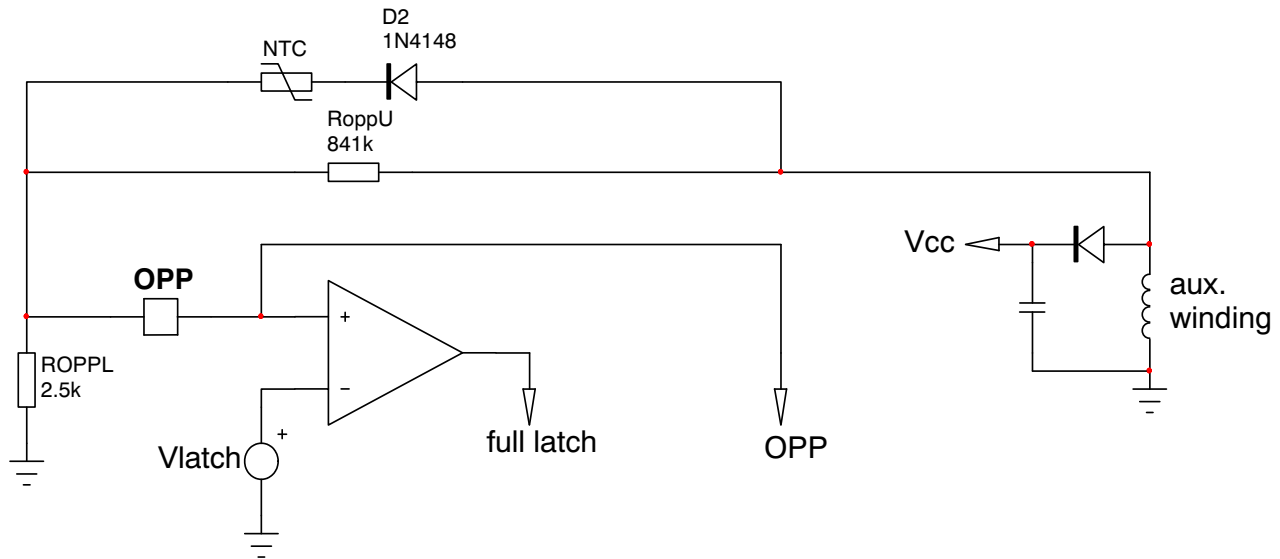 D2
1N4148
NTC
RoppU
841k
Vcc
OPP
aux.
winding
+
ROPPL
2.5k
−
+
full latch
OPP
Vlatch